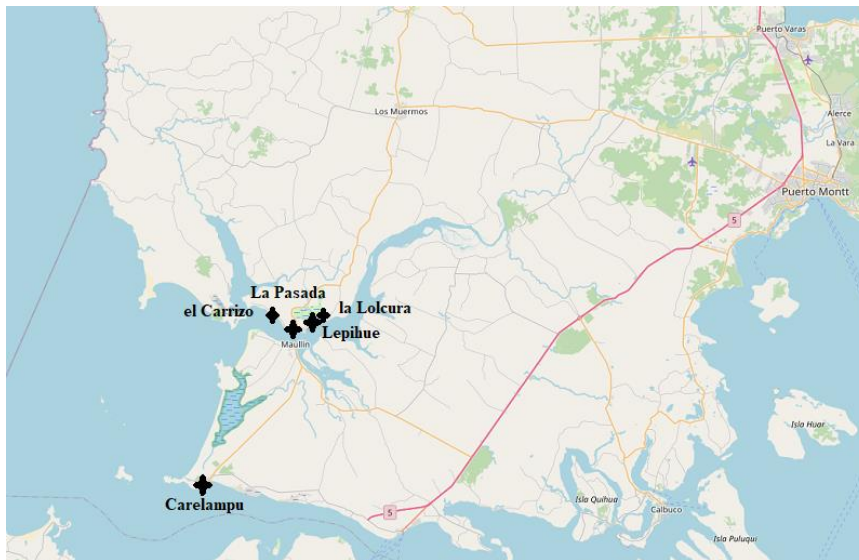 Puerto Varas
Los Muermos
Alerce
La Vara
Puerto Montt
5
La Pasada
el Carrizo
la Lolcura
Lepihue
Maullín
Isla Huar
Carelampu
5
Isla Quihua
Calbuco
Isla Puluqui